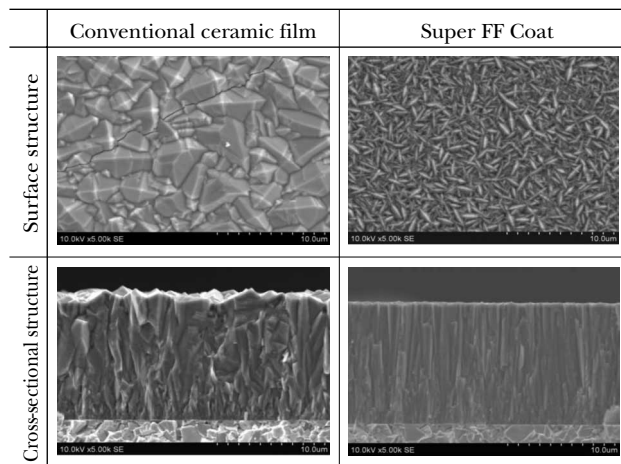 Conventional ceramic film
Super FF Coat
Surface structure
10.0kV x5.00k SE
10.0um
10.0kV x5.00k SE
10.0um
Cross-sectional structure
10.0kV x5.00k SE
10.0um
10.0kV x5.00k SE
10.0um